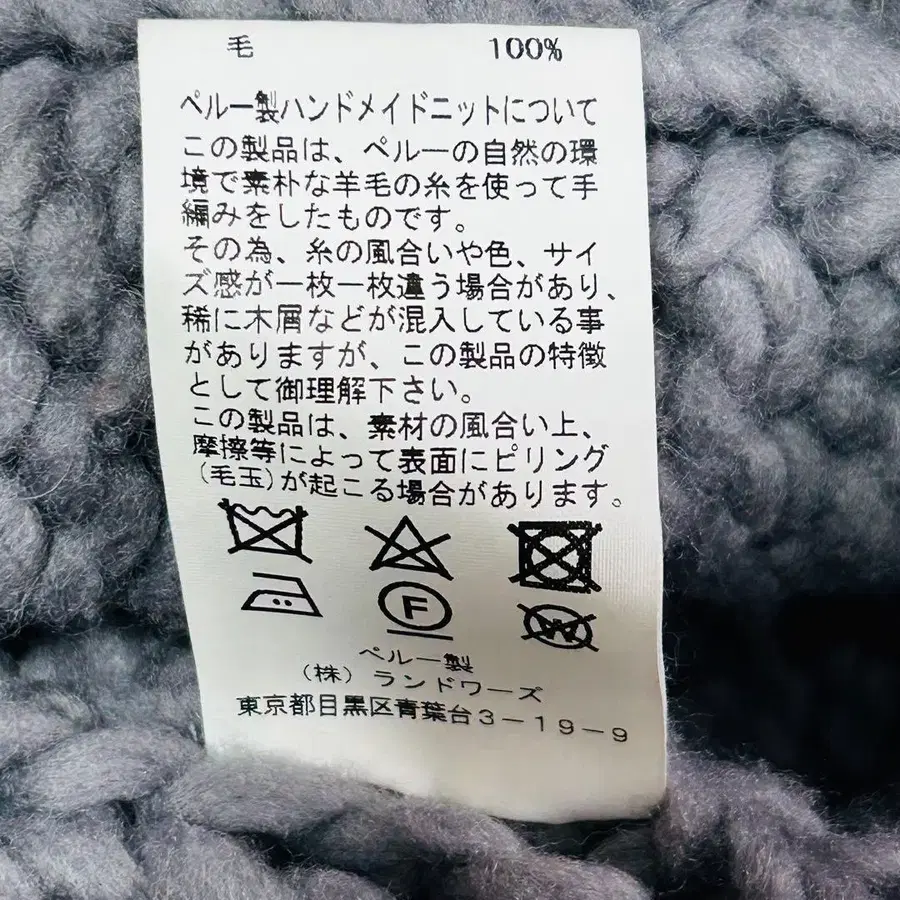 毛 100%
ペルー製ハンドメイドニットについて
この製品は、ペルーの自然の環
境で素朴な羊毛の糸を使って手
編みをしたものです。
その為、糸の風合いや色、サイ
ズ感が一枚一枚違う場合があり、
稀に木屑などが混入している事
がありますが、この製品の特徴
として御理解下さい。
この製品は、素材の風合い上、
摩擦等によって表面にピリング
(毛玉)が起こる場合があります。
F
W
ペルー製
(株)ランドワーズ
東京都目黒区青葉台3-19-9